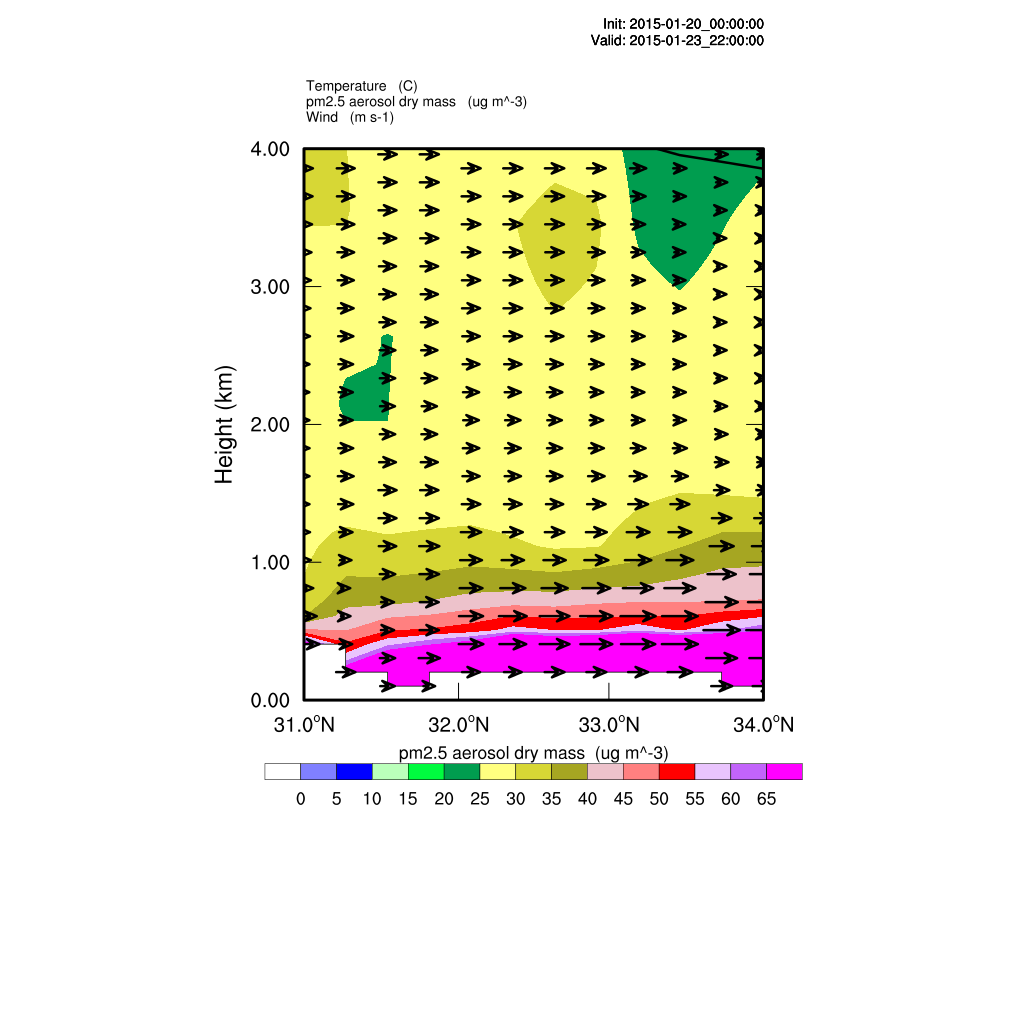 Init: 2015-01-20_00:00:00
Valid: 2015-01-23_22:00:00
Temperature (C)
pm2.5 aerosol dry mass (ug m^-3)
Wind (m s-1)
4.00
3.00
2.00
1.00
0.00
Height (km)
31.0°N 32.0°N 33.0°N 34.0°N
pm2.5 aerosol dry mass (ug m^-3)
0 5 10 15 20 25 30 35 40 45 50 55 60 65